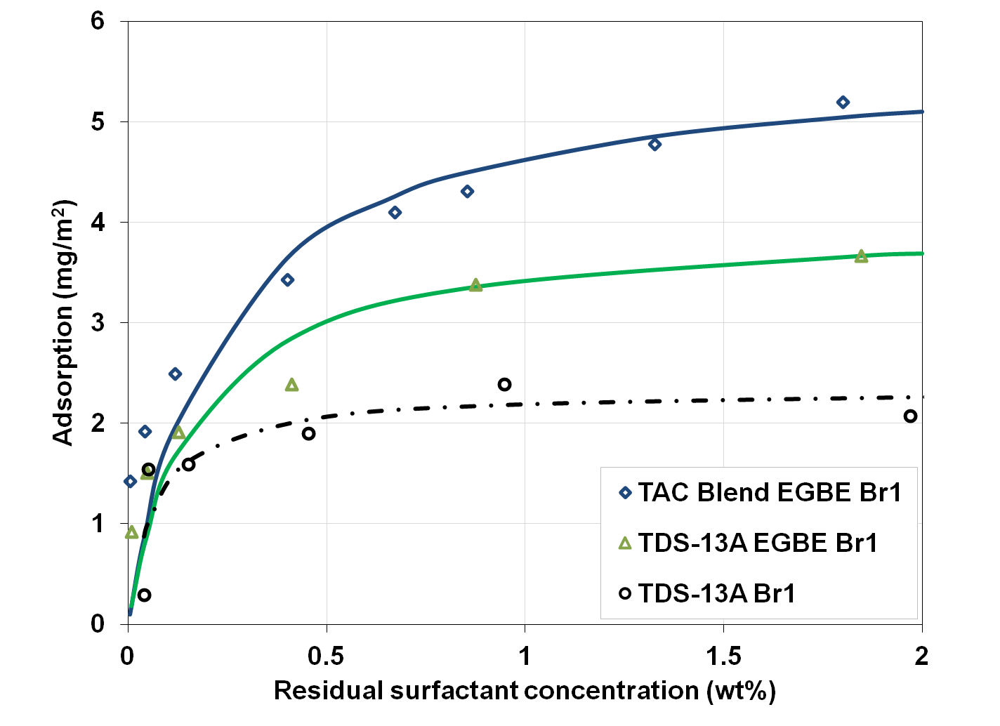 6
5
4
3
2
1
0
Adsorption (mg/m²)
0
0.5
1
1.5
2
Residual surfactant concentration (wt%)
TAC Blend EGBE Br1
TDS-13A EGBE Br1
TDS-13A Br1